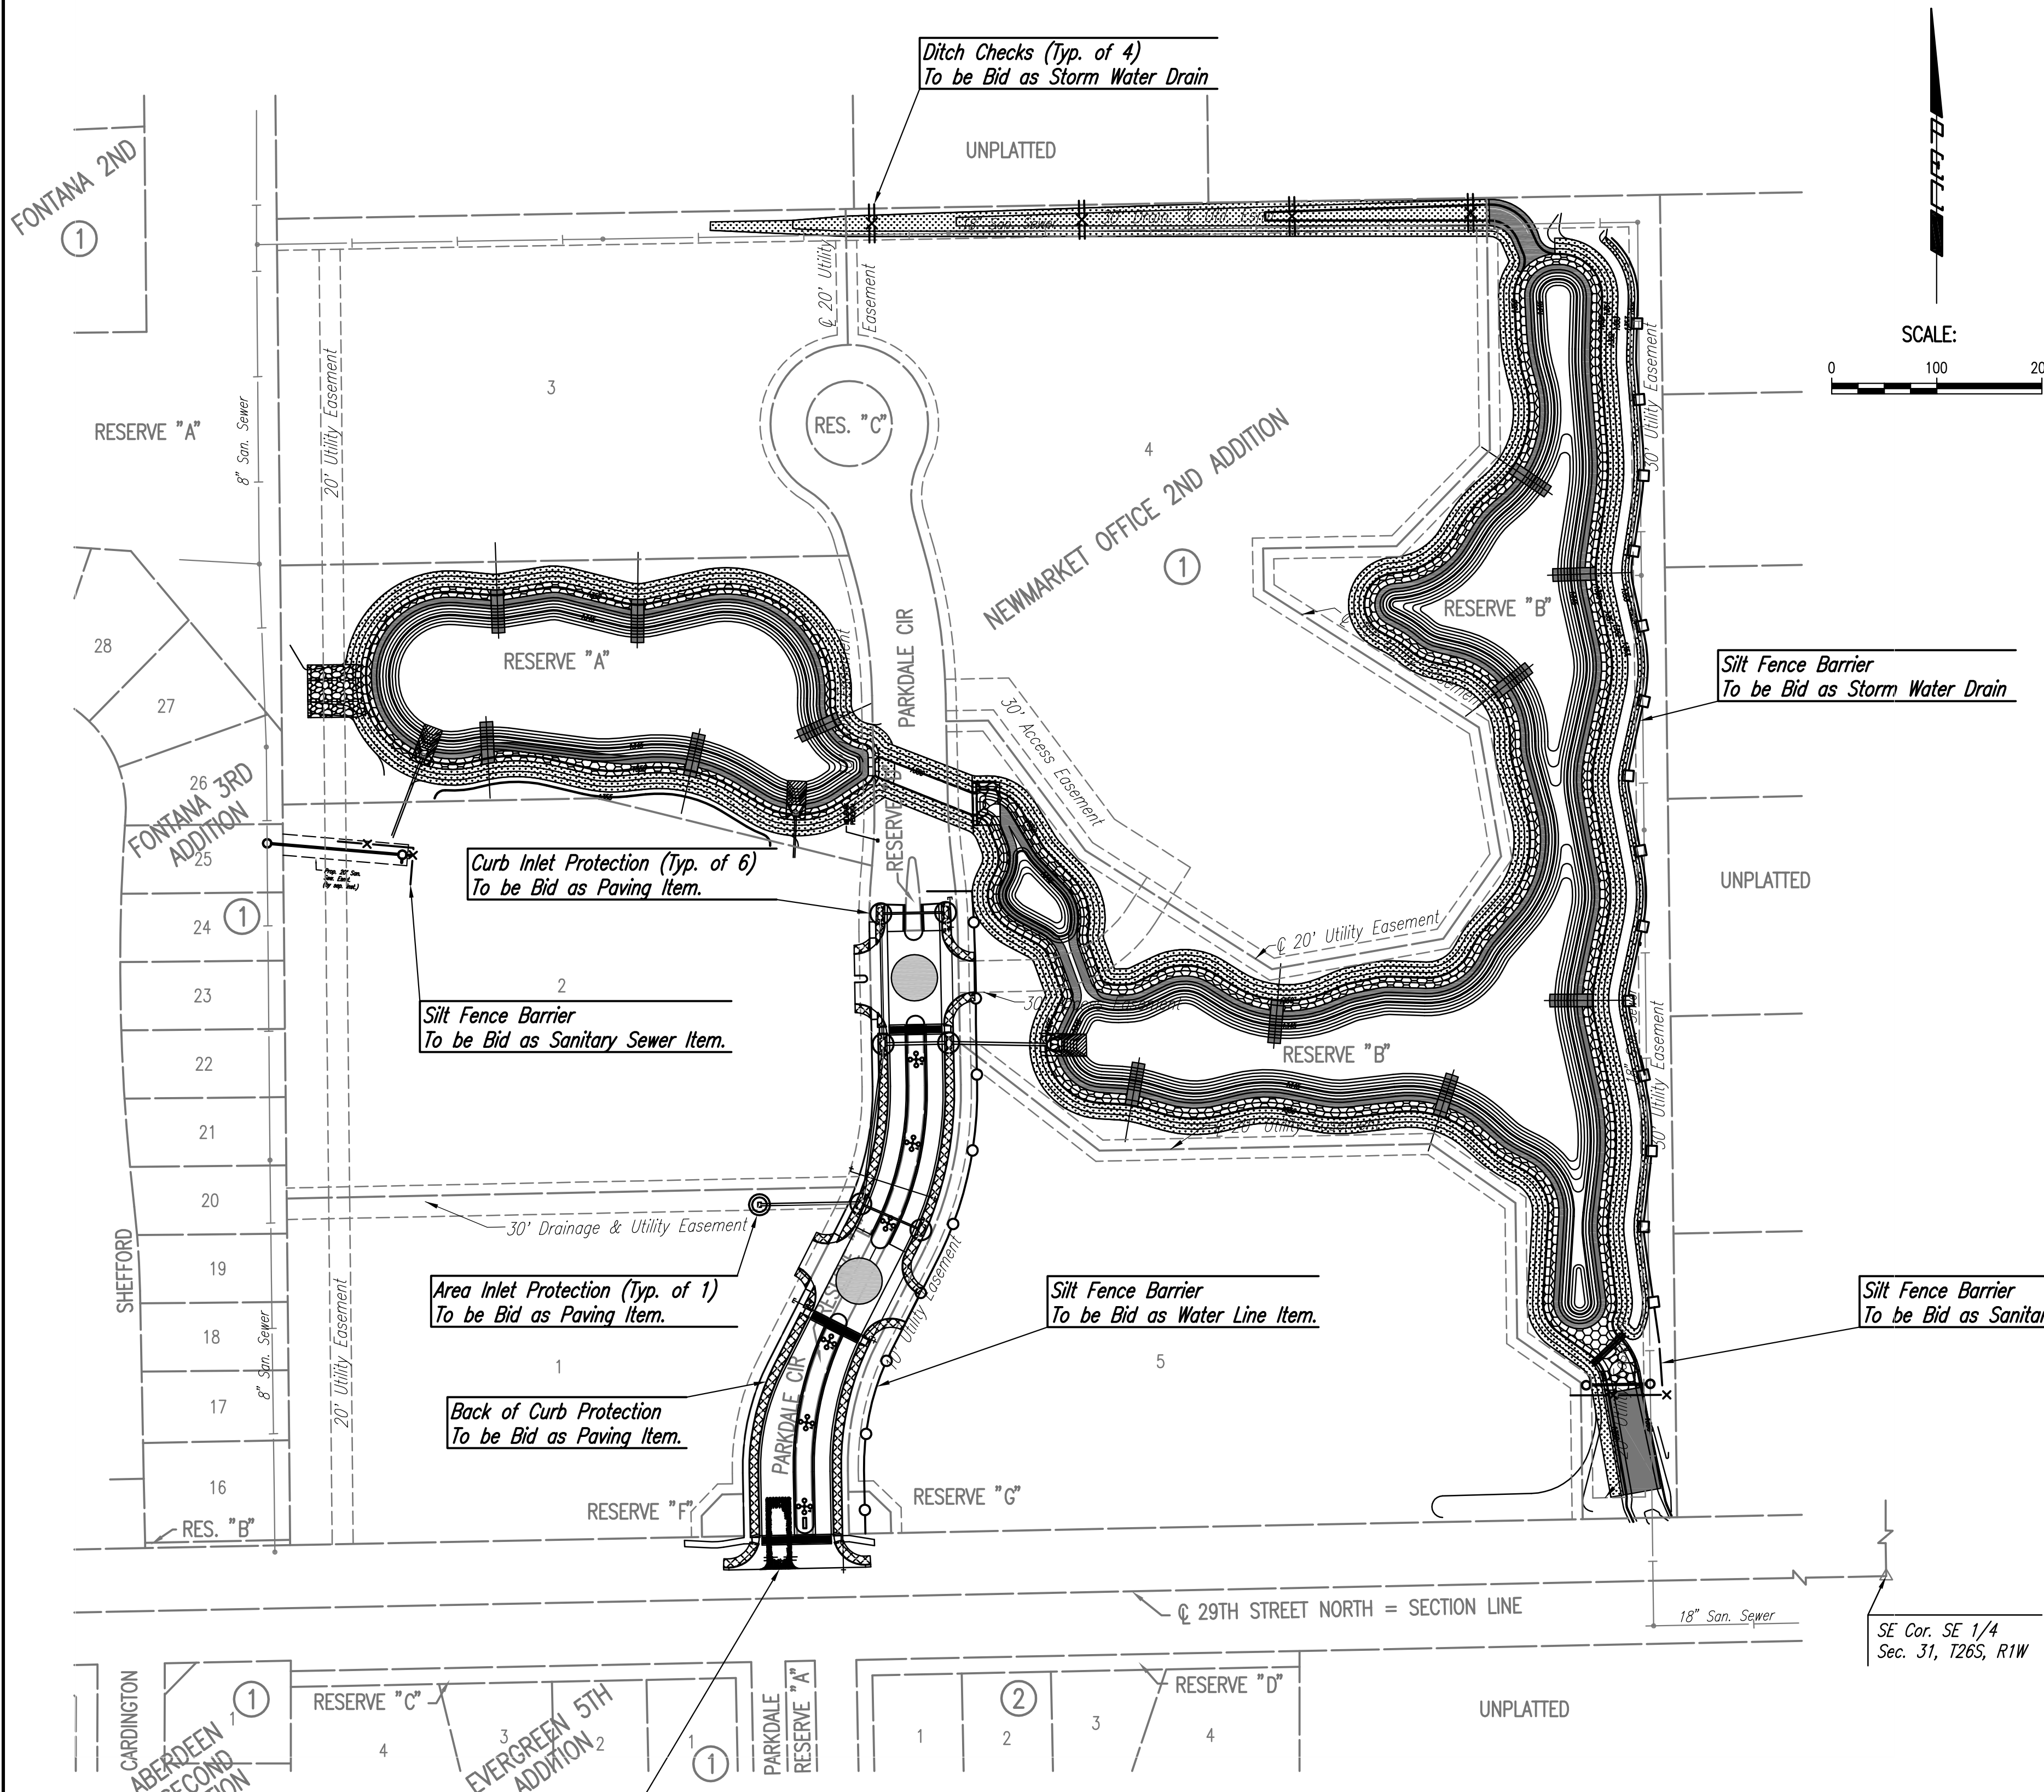 Ditch Checks (Typ. of 4)
To be Bid as Storm Water Drain
UNPLATTED
FONTANA 2ND
1
SCALE:
0 100
RESERVE "A"
8" San. Sewer
20' Utility Easement
3
℄ 20' Utility
Easement
RES. "C"
4
NEWMARKET OFFICE 2ND ADDITION
1
30' Utility Easement
RESERVE "A"
RESERVE "B"
PARKDALE CIR
Silt Fence Barrier
To be Bid as Storm Water Drain
28
27
26
FONTANA 3RD
ADDITION
25
1
24
23
22
21
20
19
18
17
16
30' Access Easement
Curb Inlet Protection (Typ. of 6)
To be Bid as Paving Item.
UNPLATTED
℄ 20' Utility Easement
2
Silt Fence Barrier
To be Bid as Sanitary Sewer Item.
RESERVE "B"
30' Utility Easement
30' Drainage & Utility Easement
SHEFFORD
Area Inlet Protection (Typ. of 1)
To be Bid as Paving Item.
Silt Fence Barrier
To be Bid as Water Line Item.
Silt Fence Barrier
8" San. Sewer
20' Utility Easement
1
5
Back of Curb Protection
To be Bid as Paving Item.
PARKDALE CIR
RESERVE "F"
RESERVE "G"
RES. "B"
℄ 29TH STREET NORTH = SECTION LINE
18" San. Sewer
SE Cor. SE 1/4
Sec. 31, T26S, R1W
CARDINGTON
1
1
ABERDEEN
SECOND
RESERVE "C"
4
3
2
1
EVERGREEN 5TH
ADDITION
1
PARKDALE
RESERVE "A"
2
1
2
3
4
RESERVE "D"
UNPLATTED